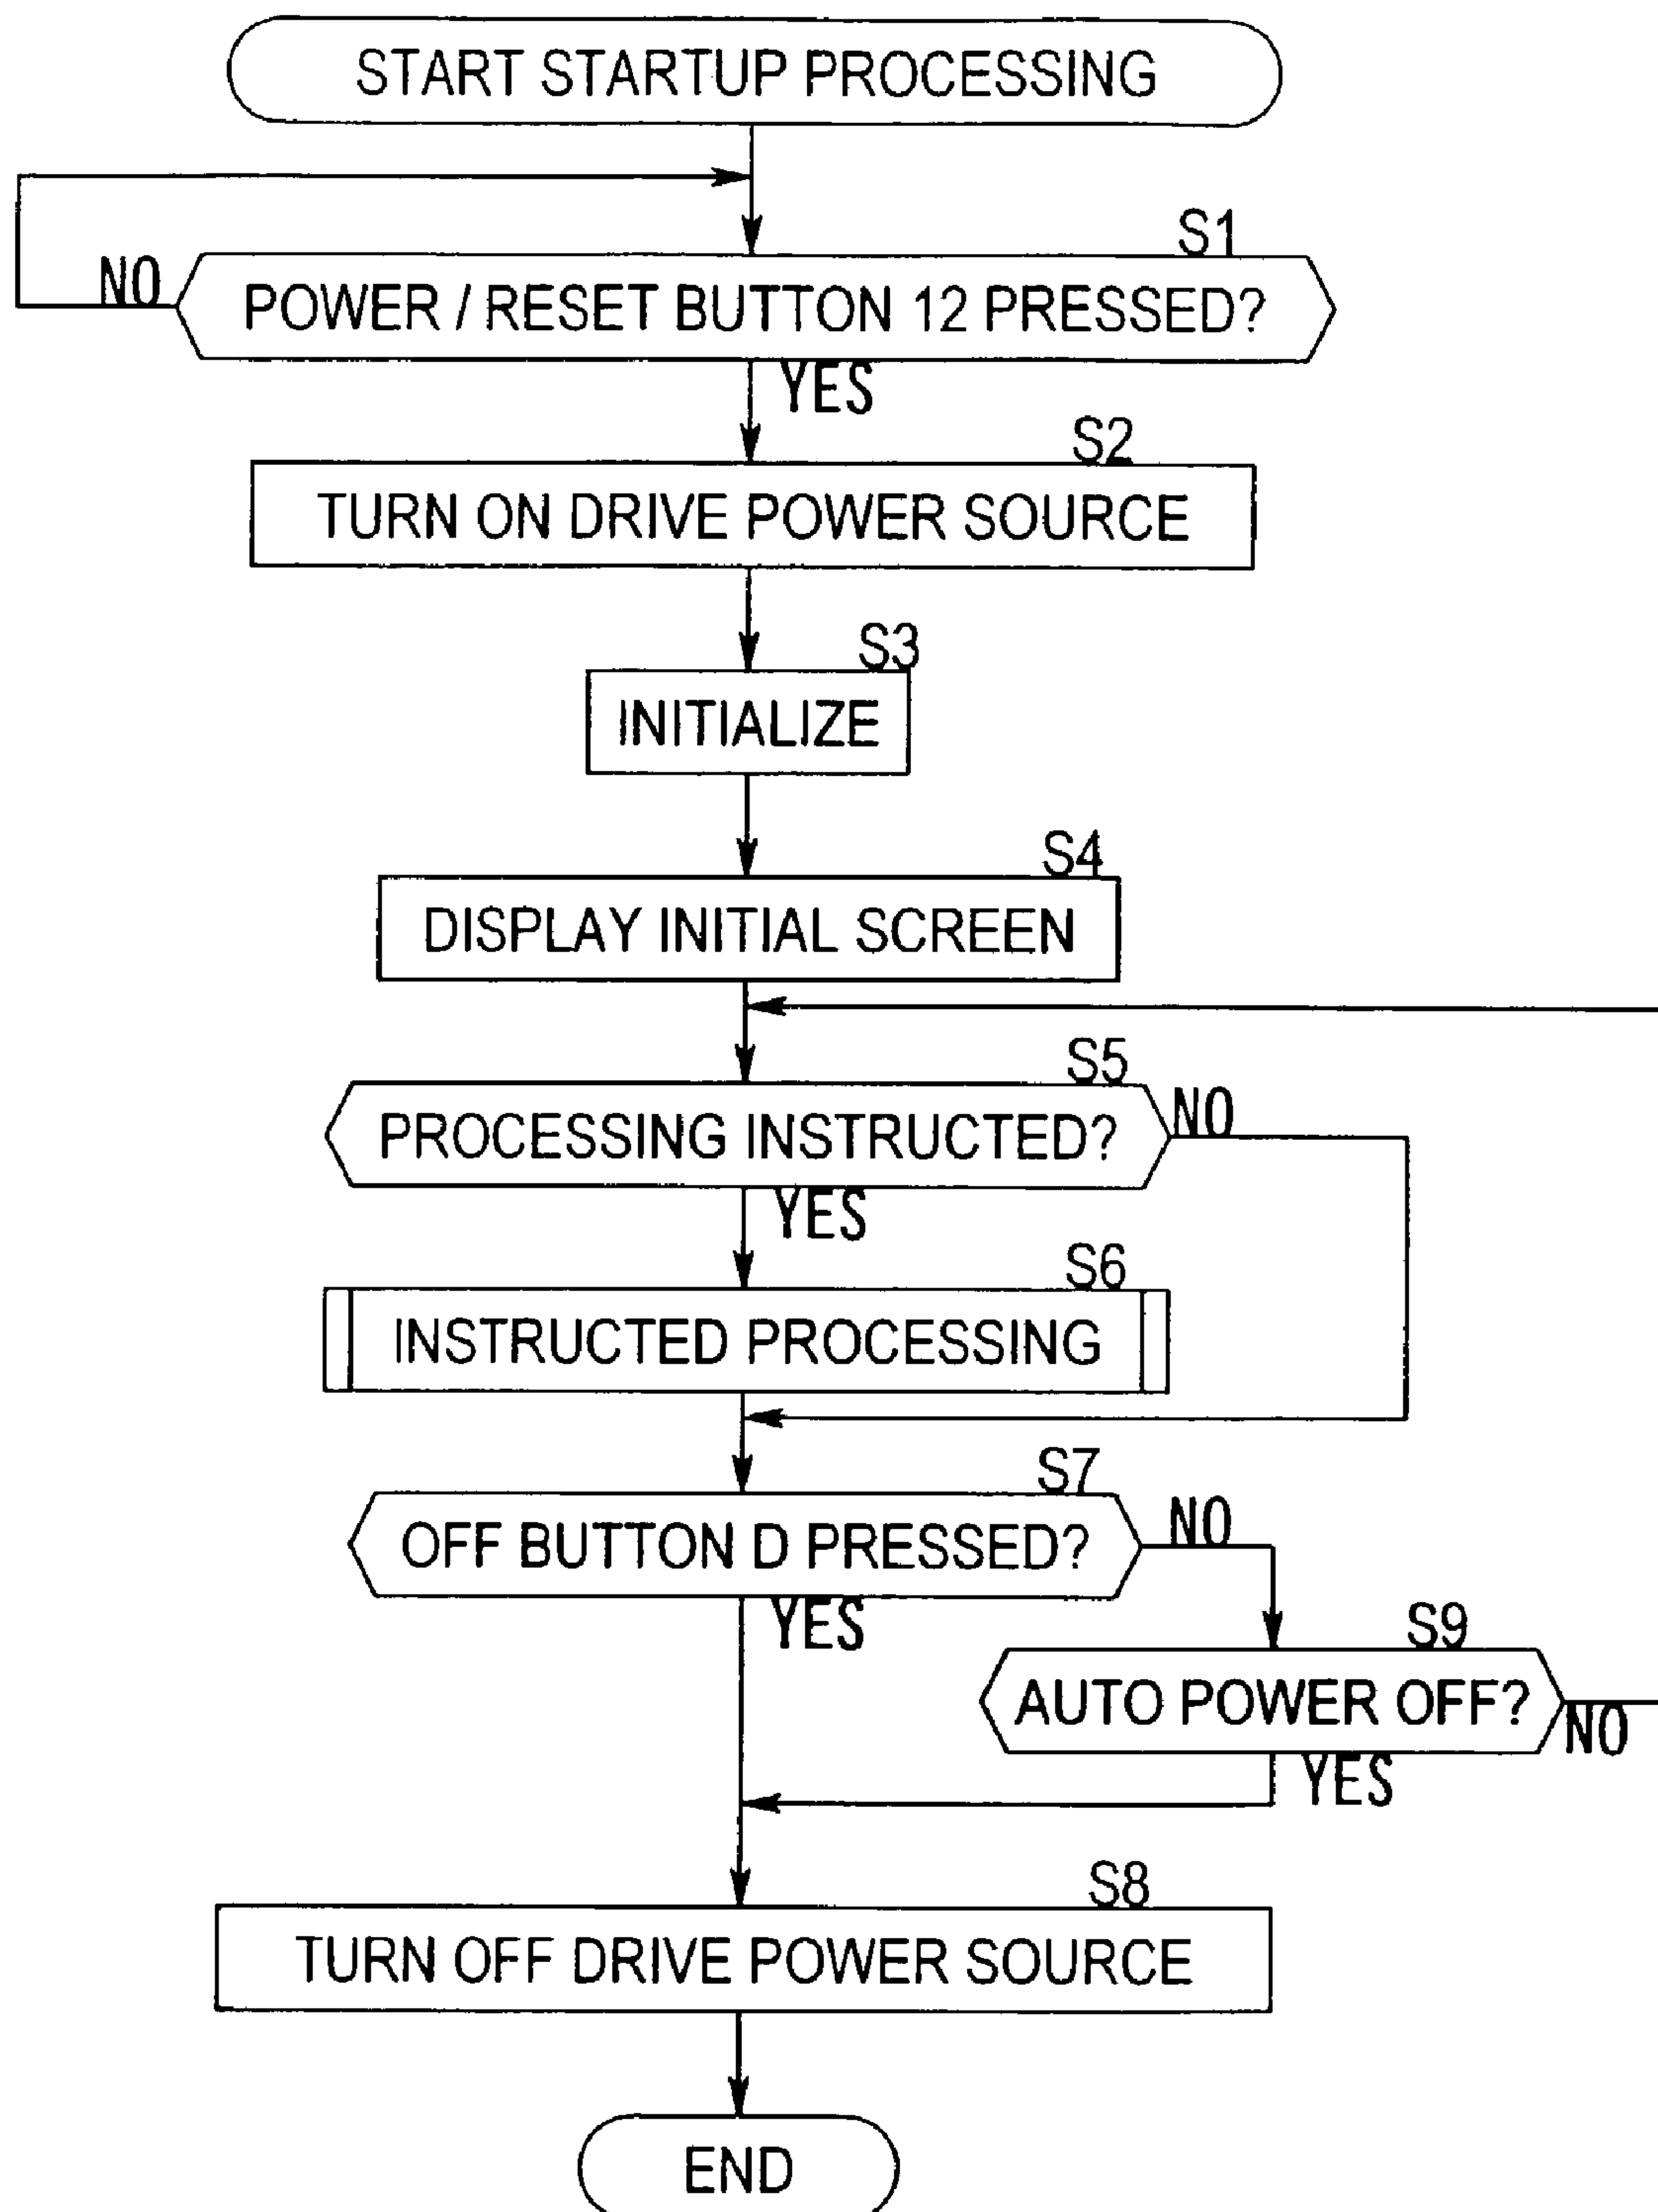 START STARTUP PROCESSING
S1
NO
POWER / RESET BUTTON 12 PRESSED?
YES
S2
TURN ON DRIVE POWER SOURCE
S3
INITIALIZE
S4
DISPLAY INITIAL SCREEN
S5
PROCESSING INSTRUCTED?
NO
YES
S6
INSTRUCTED PROCESSING
S7
OFF BUTTON D PRESSED?
NO
YES
S9
AUTO POWER OFF?
NO
YES
S8
TURN OFF DRIVE POWER SOURCE
END